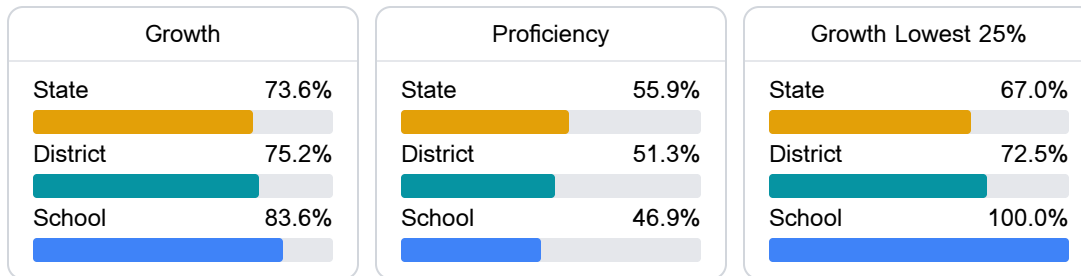 Growth
State 73.6%
District 75.2%
School 83.6%
Proficiency
State 55.9%
District 51.3%
School 46.9%
Growth Lowest 25%
State 67.0%
District 72.5%
School 100.0%